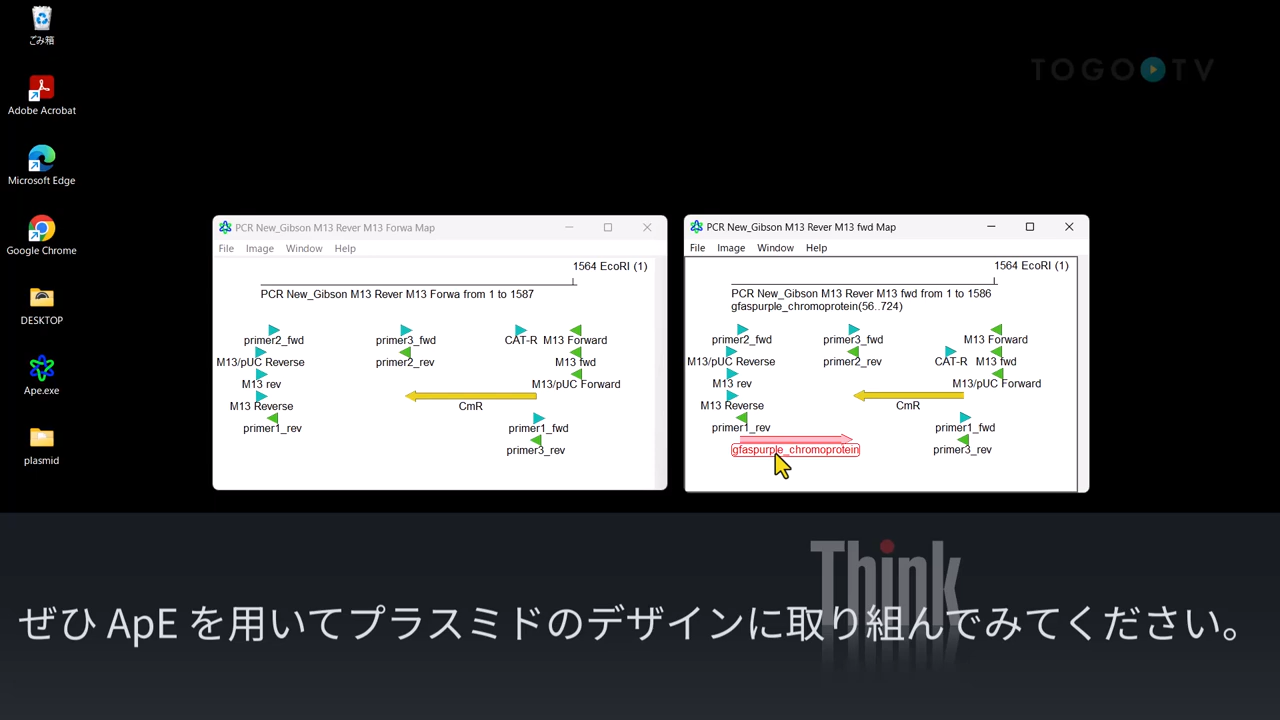 ごみ箱
Adobe Acrobat
Microsoft Edge
Google Chrome
DESKTOP
Ape.exe
plasmid
TOGO TV
PCR New_Gibson M13 Rever M13 Forwa Map
File Image Window Help
1564 EcoRI (1)
PCR New_Gibson M13 Rever M13 Forwa from 1 to 1587
primer2_fwd primer3_fwd CAT-R M13 Forward
M13/pUC Reverse primer2_rev M13 fwd
M13 rev M13/pUC Forward
M13 Reverse CmR
primer1_rev primer1_fwd
primer3_rev
PCR New_Gibson M13 Rever M13 fwd Map
File Image Window Help
1564 EcoRI (1)
PCR New_Gibson M13 Rever M13 fwd from 1 to 1586
gfaspurple_chromoprotein(56..724)
primer2_fwd primer3_fwd M13 Forward
M13/pUC Reverse primer2_rev CAT-R M13 fwd
M13 rev M13/pUC Forward
M13 Reverse CmR
primer1_rev primer1_fwd
gfaspurple_chromoprotein primer3_rev
Think
ぜひ ApE を用いてプラスミドのデザインに取り組んでみてください。